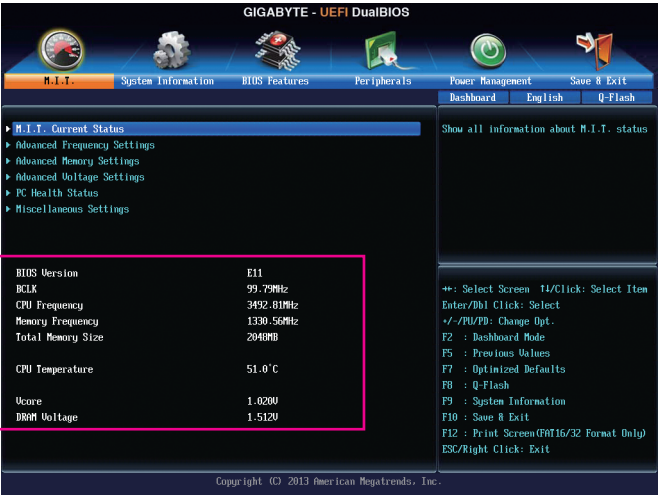 GIGABYTE - UEFI DualBIOS
M.I.T. System Information BIOS Features Peripherals Power Management Save & Exit
Dashboard English Q-Flash
M.I.T. Current Status
Advanced Frequency Settings
Advanced Memory Settings
Advanced Voltage Settings
PC Health Status
Miscellaneous Settings
Show all information about M.I.T. status
BIOS Version E11
BCLK 99.79MHz
CPU Frequency 3492.81MHz
Memory Frequency 1330.56MHz
Total Memory Size 2048MB
CPU Temperature 51.0°C
Vcore 1.020V
DRAM Voltage 1.512V
↔: Select Screen ↑↓/Click: Select Item
Enter/Dbl Click: Select
+/-/PU/PD: Change Opt.
F2 : Dashboard Mode
F5 : Previous Values
F7 : Optimized Defaults
F8 : Q-Flash
F9 : System Information
F10 : Save & Exit
F12 : Print Screen(FAT16/32 Format Only)
ESC/Right Click: Exit
Copyright (C) 2013 American Megatrends, Inc.